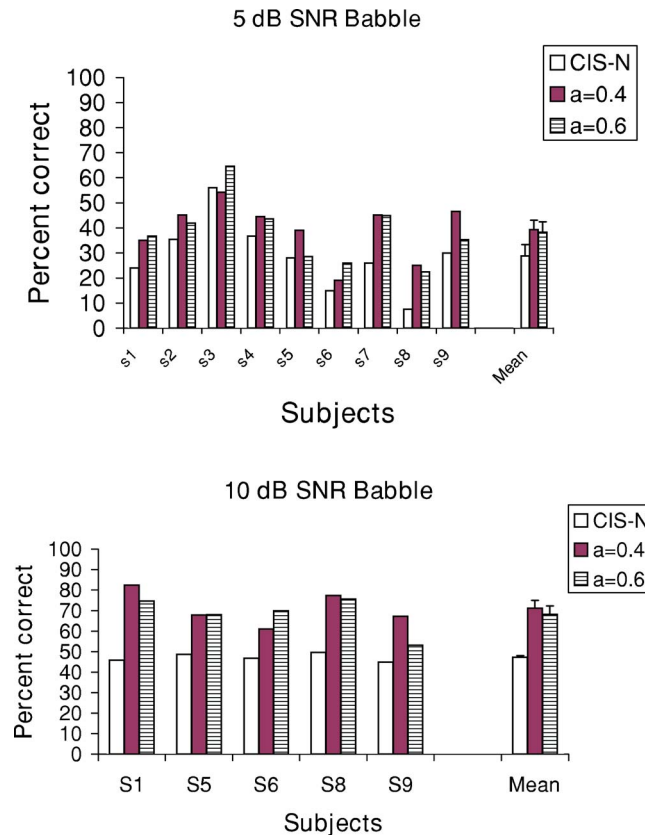 5 dB SNR Babble
CIS-N
a=0.4
a=0.6
Percent correct
100
90
80
70
60
50
40
30
20
10
0
s1 s2 s3 s4 s5 s6 s7 s8 s9 Mean
Subjects
10 dB SNR Babble
CIS-N
a=0.4
a=0.6
Percent correct
100
90
80
70
60
50
40
30
20
10
0
S1 S5 S6 S8 S9 Mean
Subjects